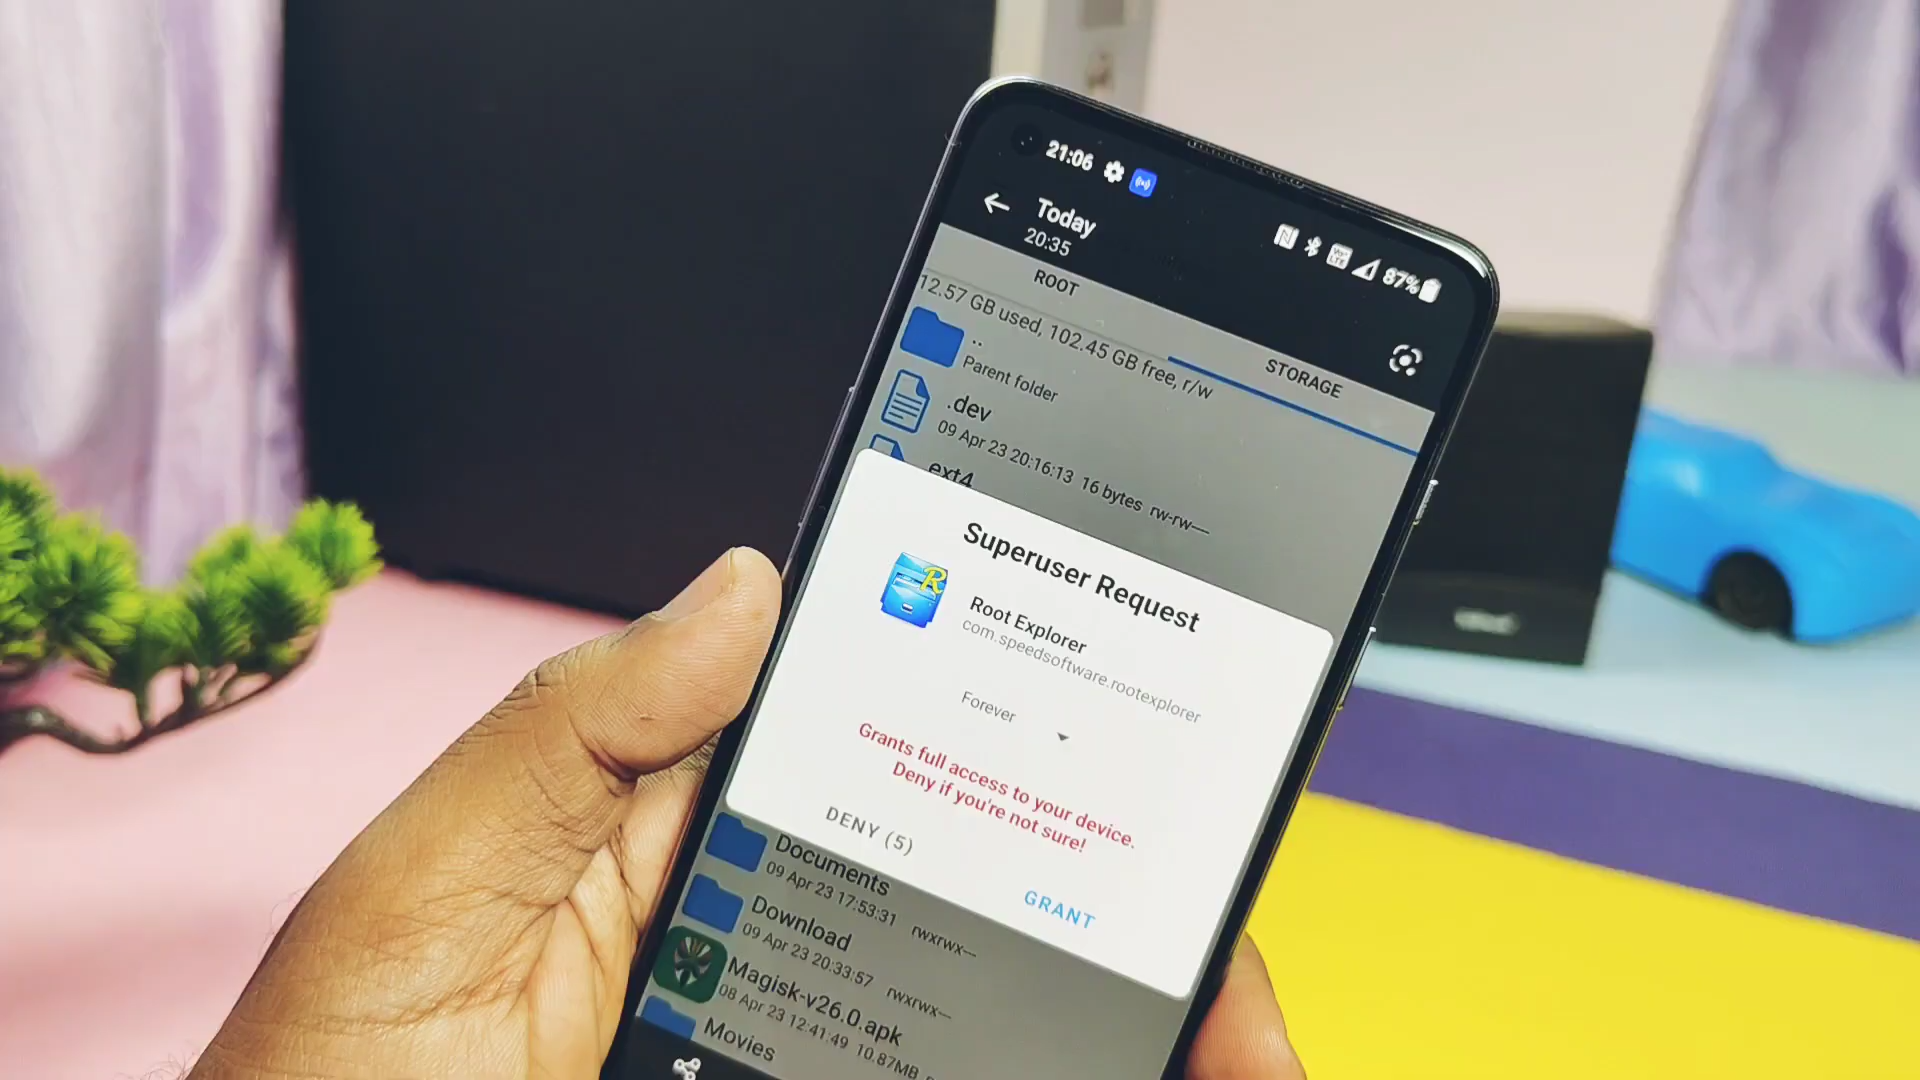 21:06
87%
Today
20:35
ROOT
STORAGE
12.57 GB used, 102.45 GB free, r/w
..
Parent folder
.dev
09 Apr 23 20:16:13 16 bytes rw-rw—
ext4
Superuser Request
R
Root Explorer
com.speedsoftware.rootexplorer
Forever
Grants full access to your device.
Deny if you're not sure!
DENY (5)
GRANT
Documents
09 Apr 23 17:53:31 rwxrwx—
Download
09 Apr 23 20:33:57 rwxrwx—
Magisk-v26.0.apk
08 Apr 23 12:41:49 10.87MB
Movies